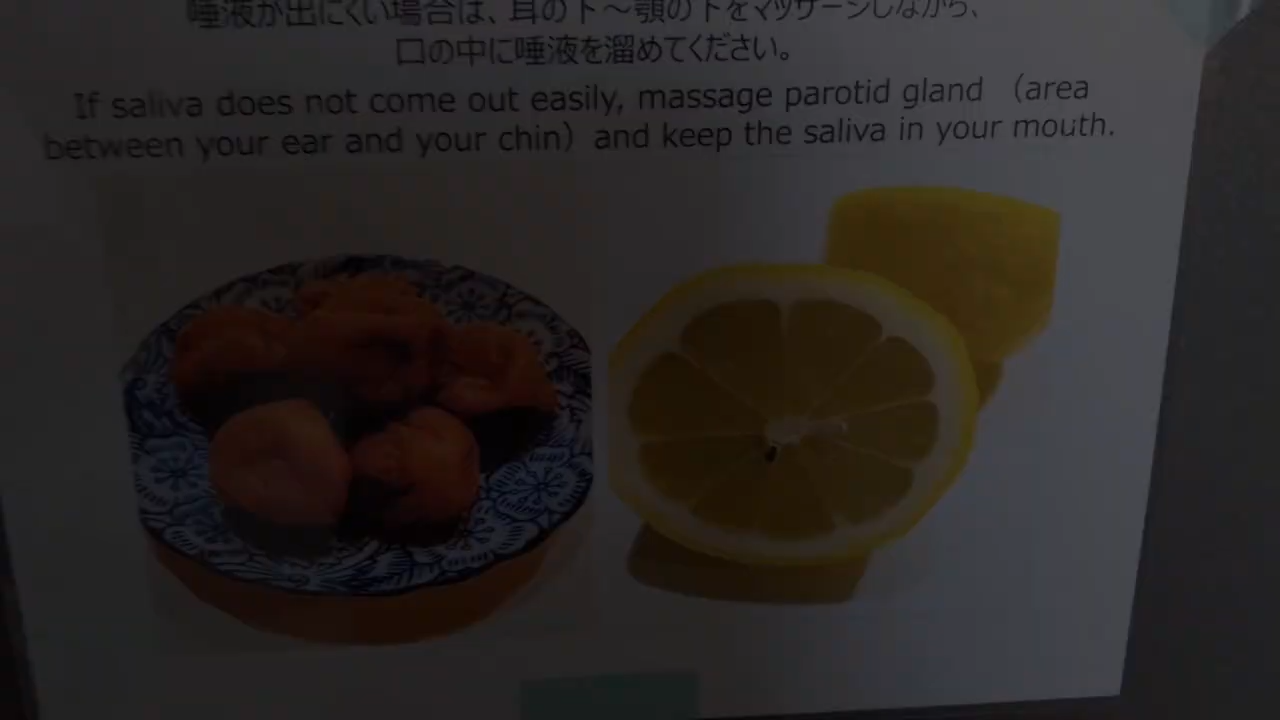 唾液が出にくい場合は、耳の下～顎の下をマッサージしながら、
口の中に唾液を溜めてください。
If saliva does not come out easily, massage parotid gland （area
between your ear and your chin）and keep the saliva in your mouth.